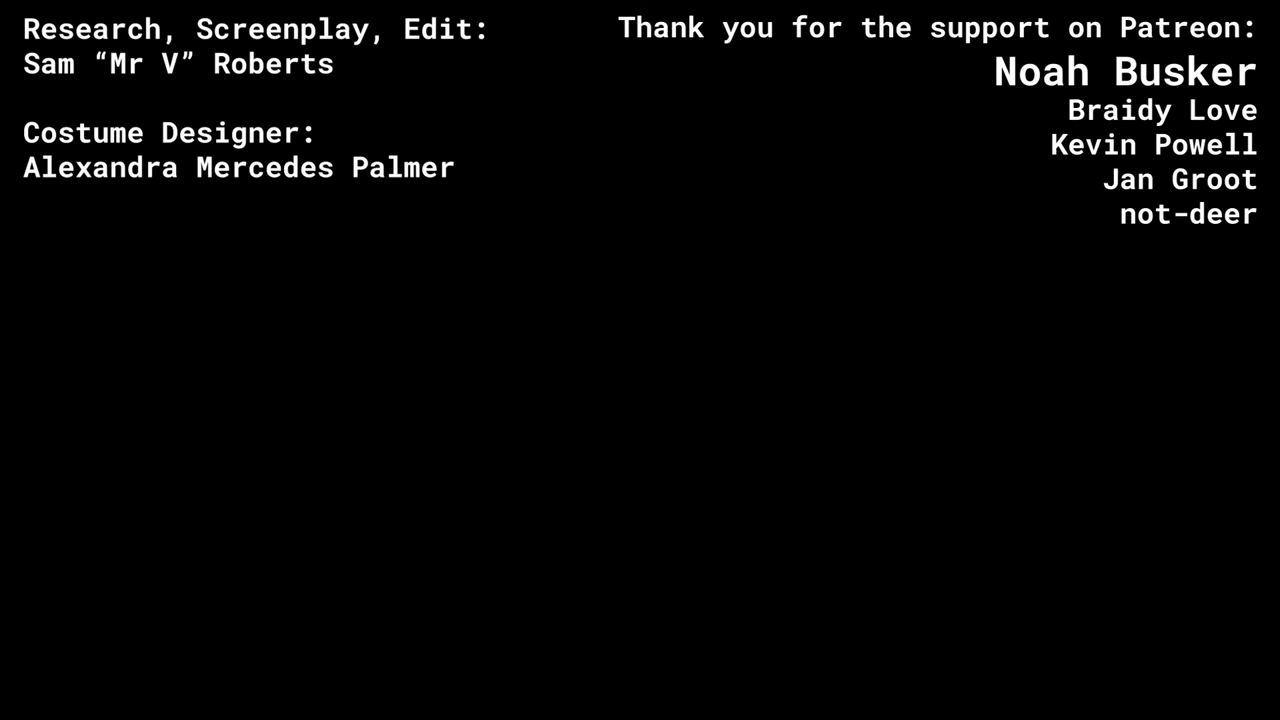 Research, Screenplay, Edit:
Sam “Mr V” Roberts
Costume Designer:
Alexandra Mercedes Palmer
Thank you for the support on Patreon:
Noah Busker
Braidy Love
Kevin Powell
Jan Groot
not-deer